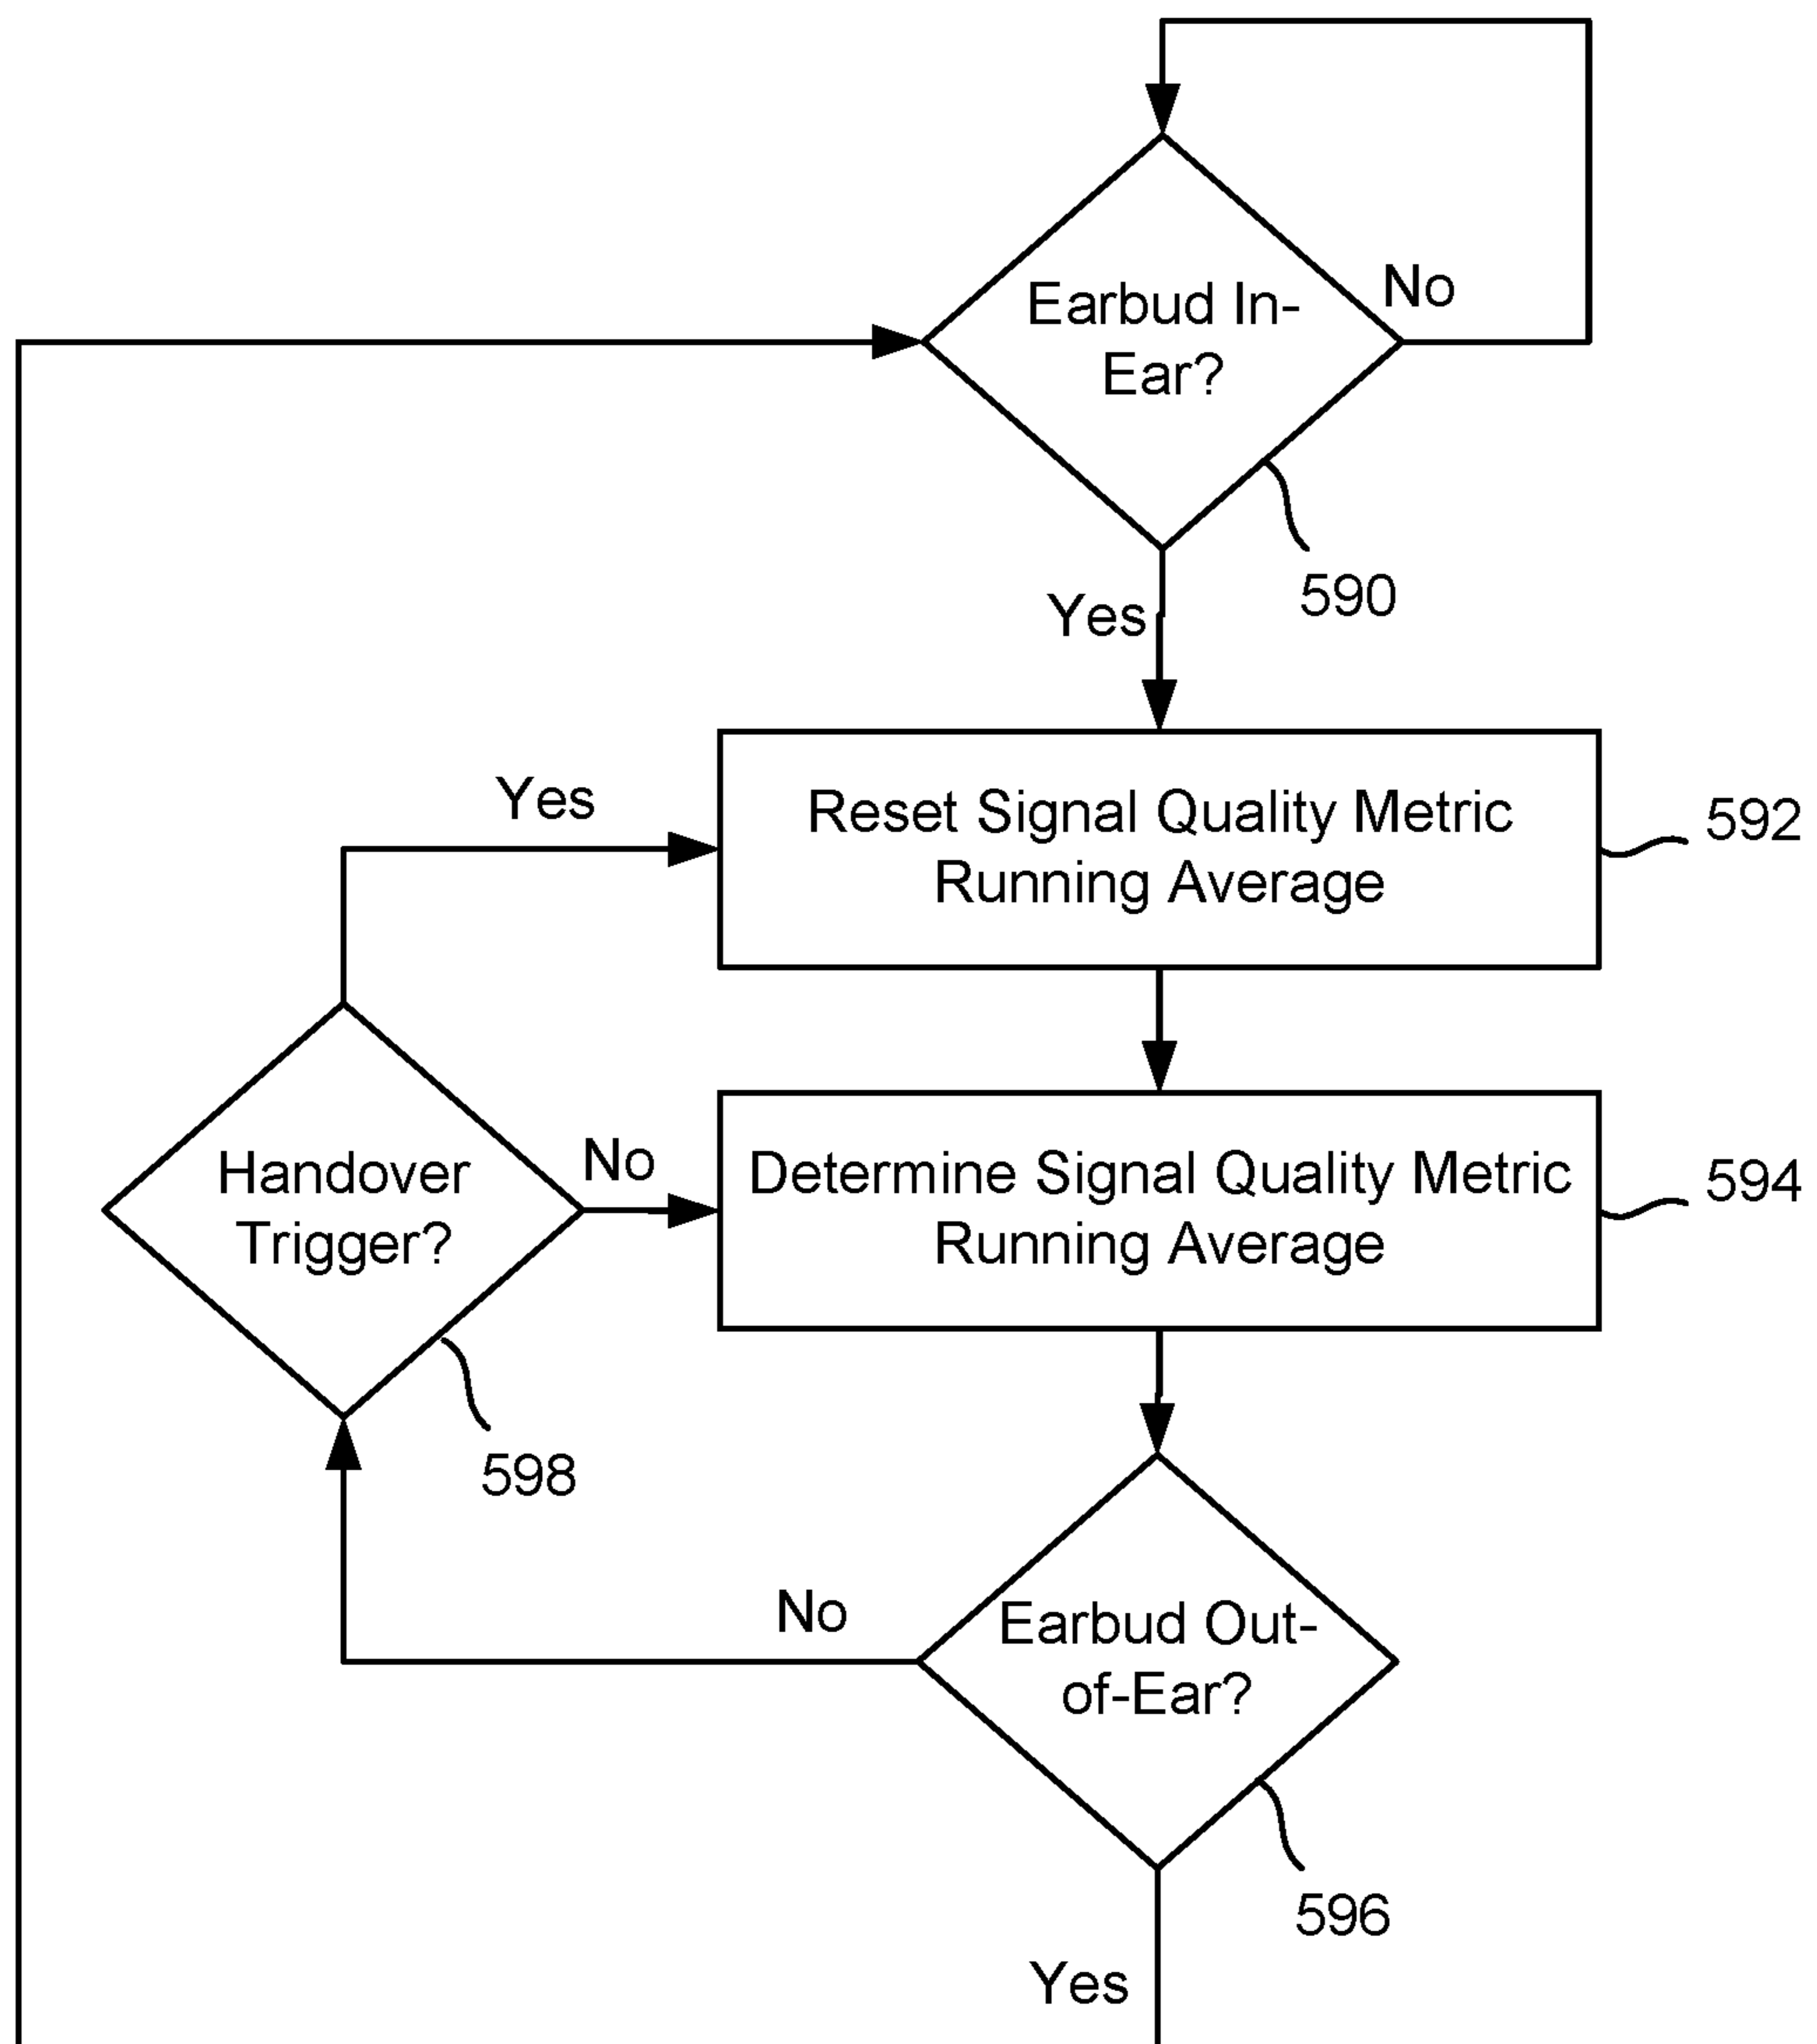 Earbud In-
Ear?
No
590
Yes
Reset Signal Quality Metric
Running Average
592
Yes
Determine Signal Quality Metric
Running Average
594
Handover
Trigger?
No
598
Earbud Out-
of-Ear?
No
596
Yes